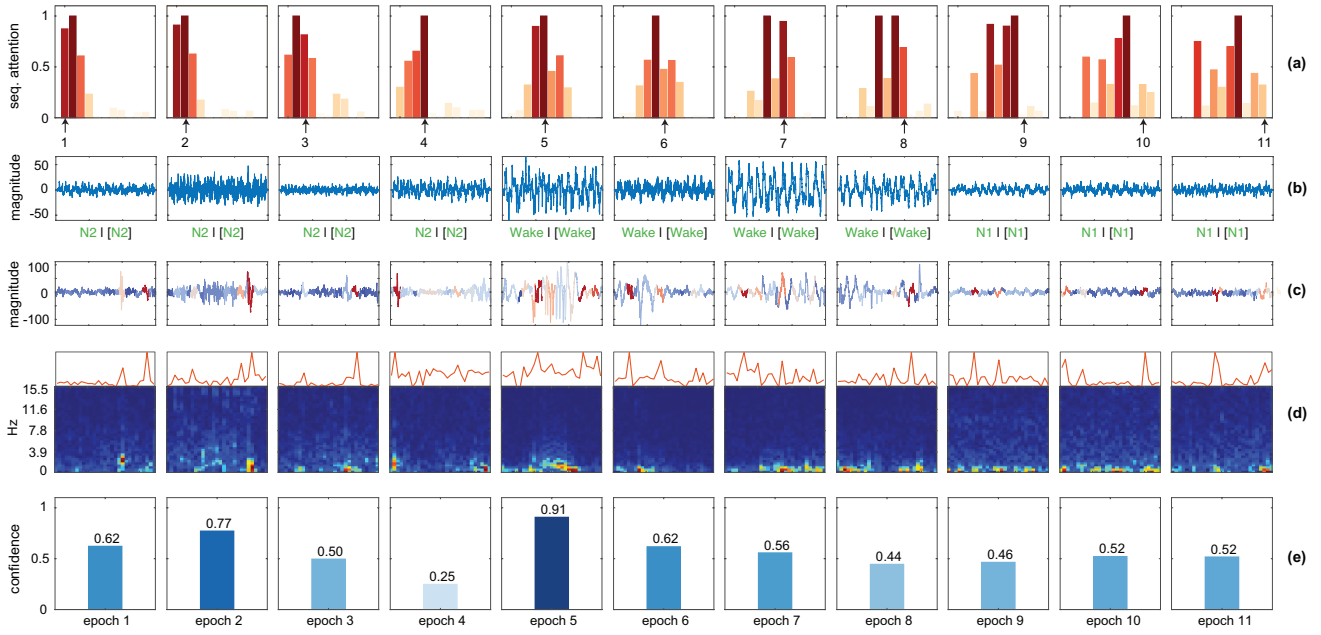 1
0.5
0
seq. attention
(a)
1 2 3 4 5 6 7 8 9 10 11
50
0
-50
magnitude
(b)
N2 I [N2] N2 I [N2] N2 I [N2] N2 I [N2] Wake I [Wake] Wake I [Wake] Wake I [Wake] Wake I [Wake] N1 I [N1] N1 I [N1] N1 I [N1]
100
0
-100
magnitude
(c)
15.5
11.6
7.8
3.9
0
Hz
(d)
1
0.5
0
confidence
0.62 0.77 0.50 0.25 0.91 0.62 0.56 0.44 0.46 0.52 0.52
(e)
epoch 1 epoch 2 epoch 3 epoch 4 epoch 5 epoch 6 epoch 7 epoch 8 epoch 9 epoch 10 epoch 11